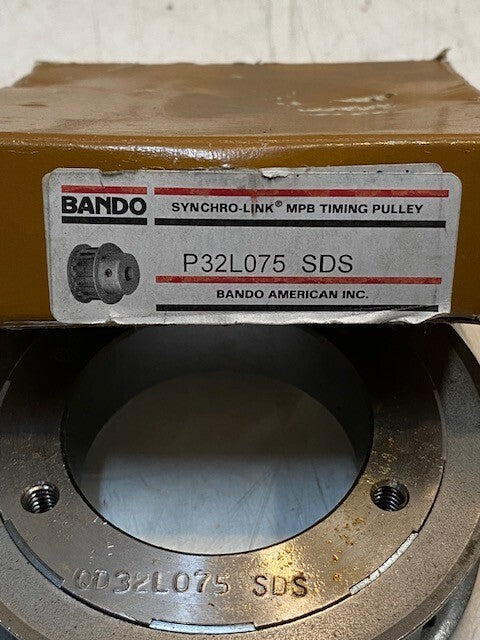 BANDO
SYNCHRO-LINK® MPB TIMING PULLEY
P32L075 SDS
BANDO AMERICAN INC.
QD32L075 SDS